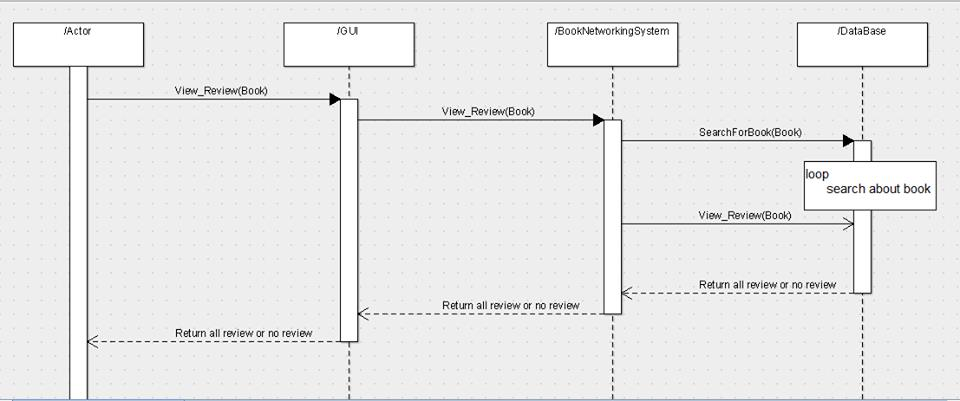 /Actor
/GUI
/BookNetworkingSystem
/DataBase
View_Review(Book)
View_Review(Book)
SearchForBook(Book)
loop
search about book
View_Review(Book)
Return all review or no review
Return all review or no review
Return all review or no review